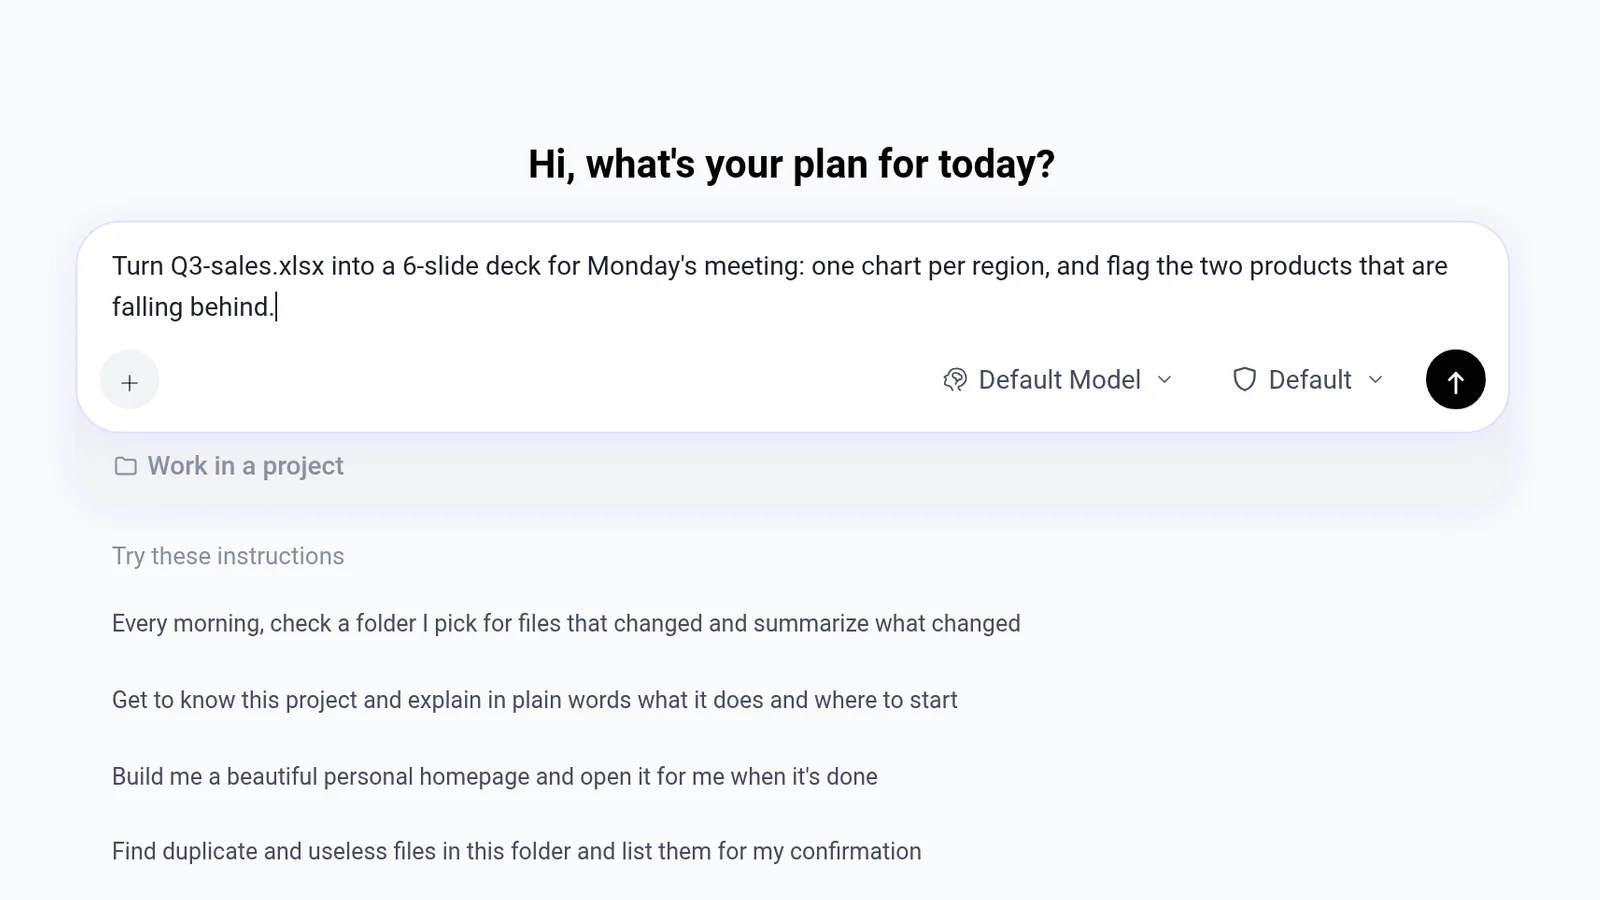 Hi, what's your plan for today?
Turn Q3-sales.xlsx into a 6-slide deck for Monday's meeting: one chart per region, and flag the two products that are
falling behind.
Default Model
Default
Work in a project
Try these instructions
Every morning, check a folder I pick for files that changed and summarize what changed
Get to know this project and explain in plain words what it does and where to start
Build me a beautiful personal homepage and open it for me when it's done
Find duplicate and useless files in this folder and list them for my confirmation